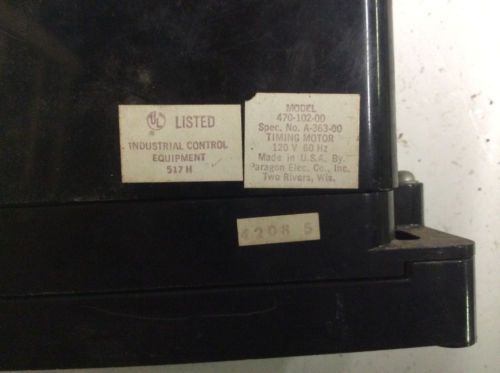 UL LISTED
INDUSTRIAL CONTROL
EQUIPMENT
517 H
MODEL
470-102-00
Spec. No. A-363-00
TIMING MOTOR
120 V 60 Hz
Made in U.S.A. By.
Paragon Elec. Co., Inc.
Two Rivers, Wis.
4208 5